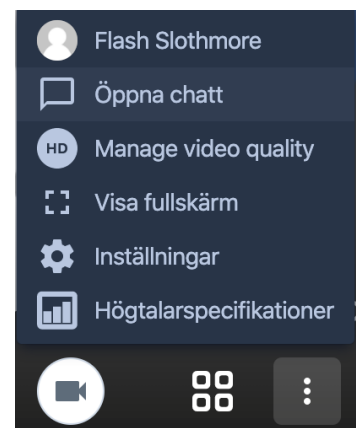 Flash Slothmore
Öppna chatt
HD Manage video quality
Visa fullskärm
Inställningar
Högtalarspecifikationer